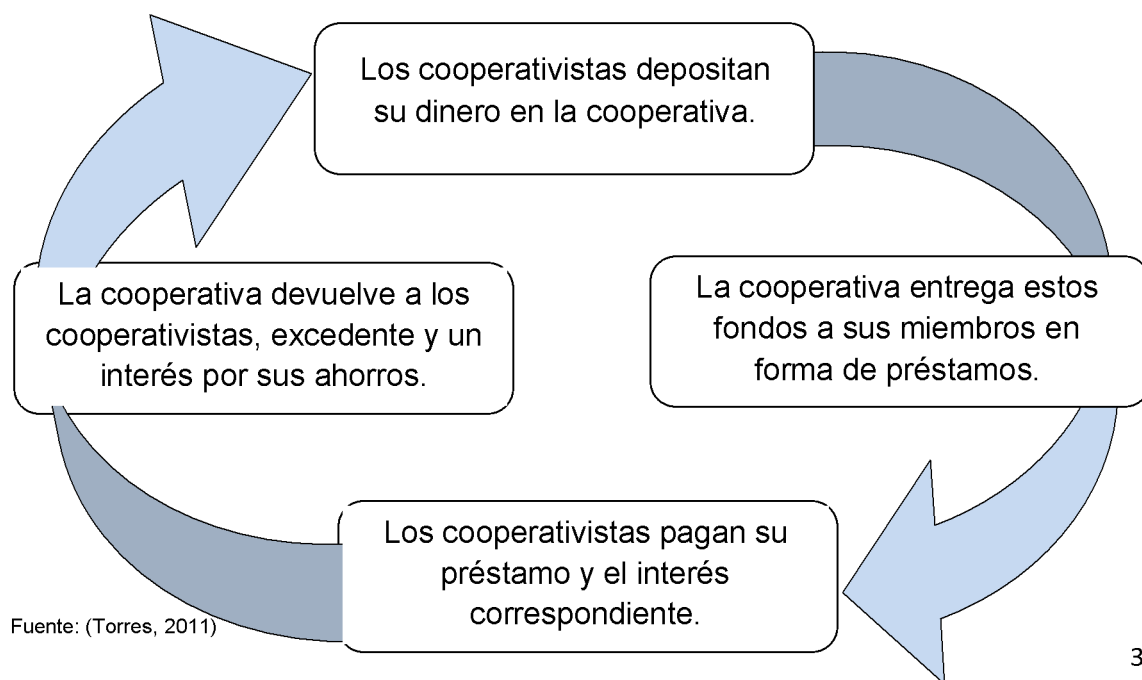 Los cooperativistas depositan
su dinero en la cooperativa.
La cooperativa entrega estos
fondos a sus miembros en
forma de préstamos.
Los cooperativistas pagan su
préstamo y el interés
correspondiente.
La cooperativa devuelve a los
cooperativistas, excedente y un
interés por sus ahorros.
Fuente: (Torres, 2011)
3